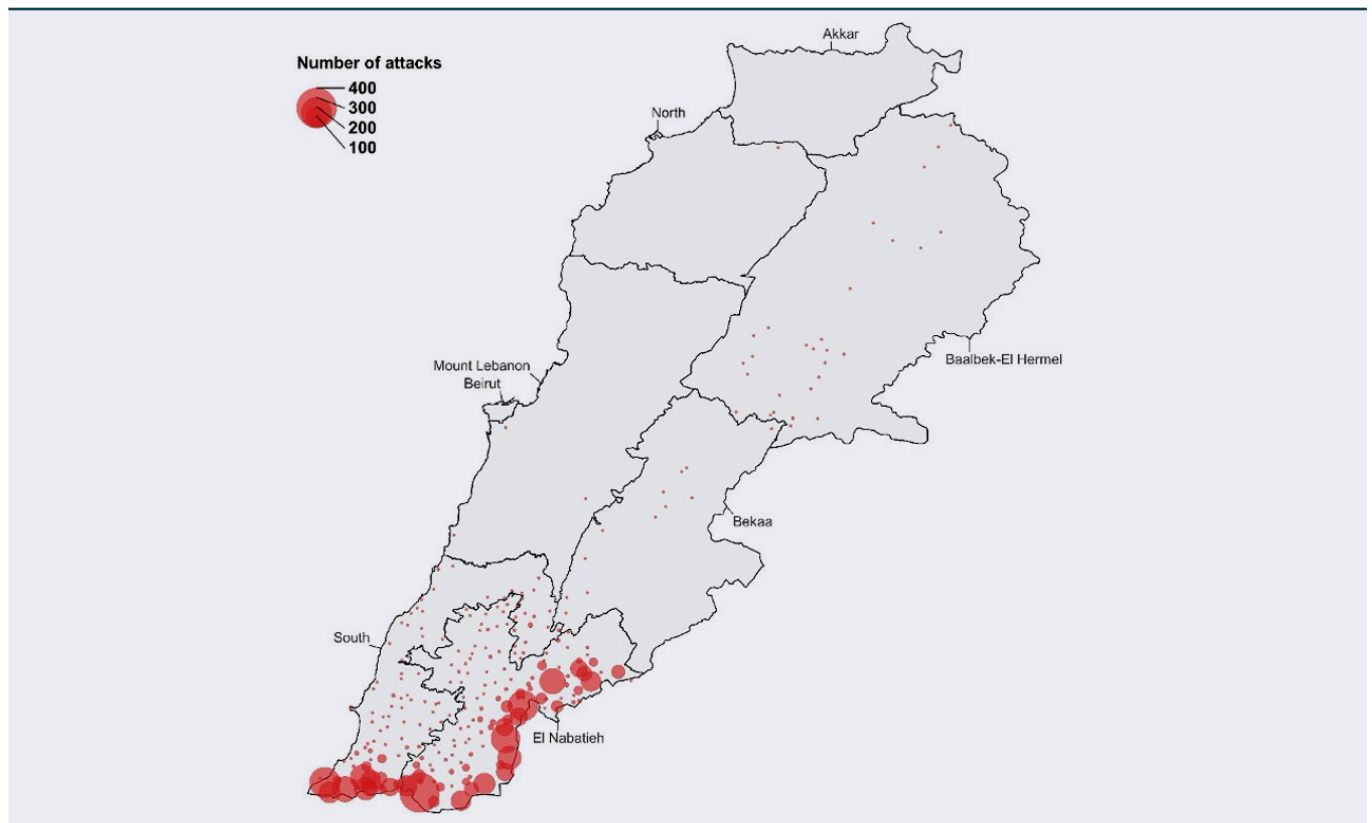 Akkar
Number of attacks
400
300
200
100
North
Baalbek-El Hermel
Mount Lebanon
Beirut
Bekaa
South
El Nabatieh